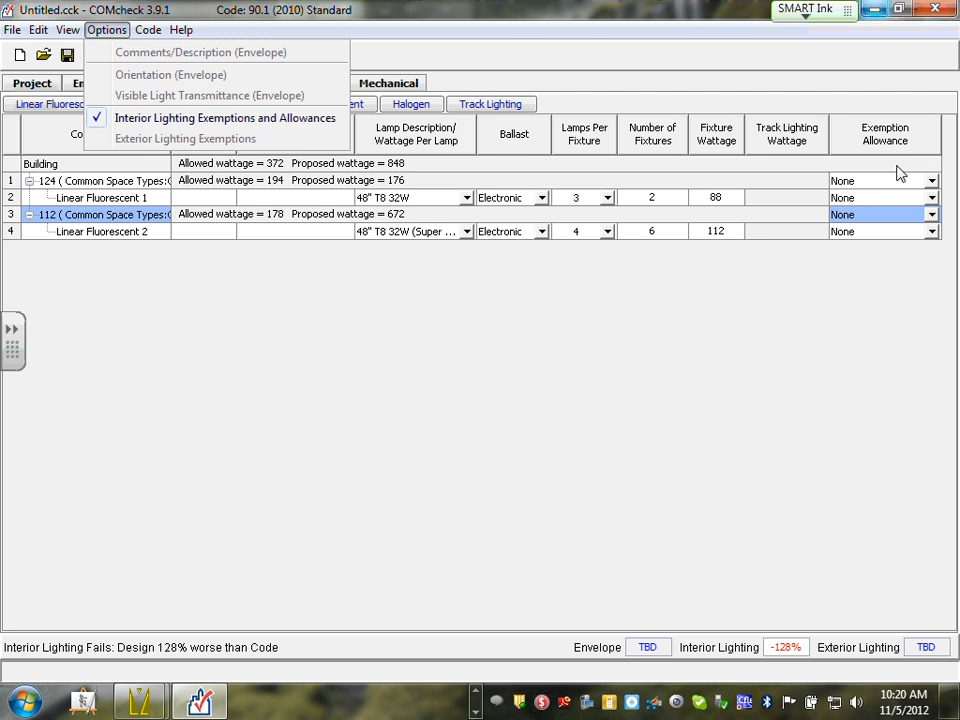 Untitled.cck - COMcheck 3.9.1 Code: 90.1 (2010) Standard
SMART Ink
File Edit View Options Code Help
Comments/Description (Envelope)
Orientation (Envelope)
Visible Light Transmittance (Envelope)
Interior Lighting Exemptions and Allowances
Exterior Lighting Exemptions
Project En Mechanical
Linear Fluoresc ent Halogen Track Lighting
Co Lamp Description/ Wattage Per Lamp Ballast Lamps Per Fixture Number of Fixtures Fixture Wattage Track Lighting Wattage Exemption Allowance
Building Allowed wattage = 372 Proposed wattage = 848
1 124 ( Common Space Types:( Allowed wattage = 194 Proposed wattage = 176 None
2 Linear Fluorescent 1 48" T8 32W Electronic 3 2 88 None
3 112 ( Common Space Types:( Allowed wattage = 178 Proposed wattage = 672 None
4 Linear Fluorescent 2 48" T8 32W (Super ... Electronic 4 6 112 None
Interior Lighting Fails: Design 128% worse than Code Envelope TBD Interior Lighting -128% Exterior Lighting TBD
10:20 AM
11/5/2012